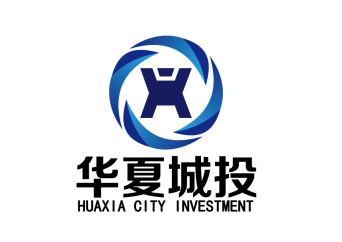 华夏城投
HUAXIA CITY INVESTMENT